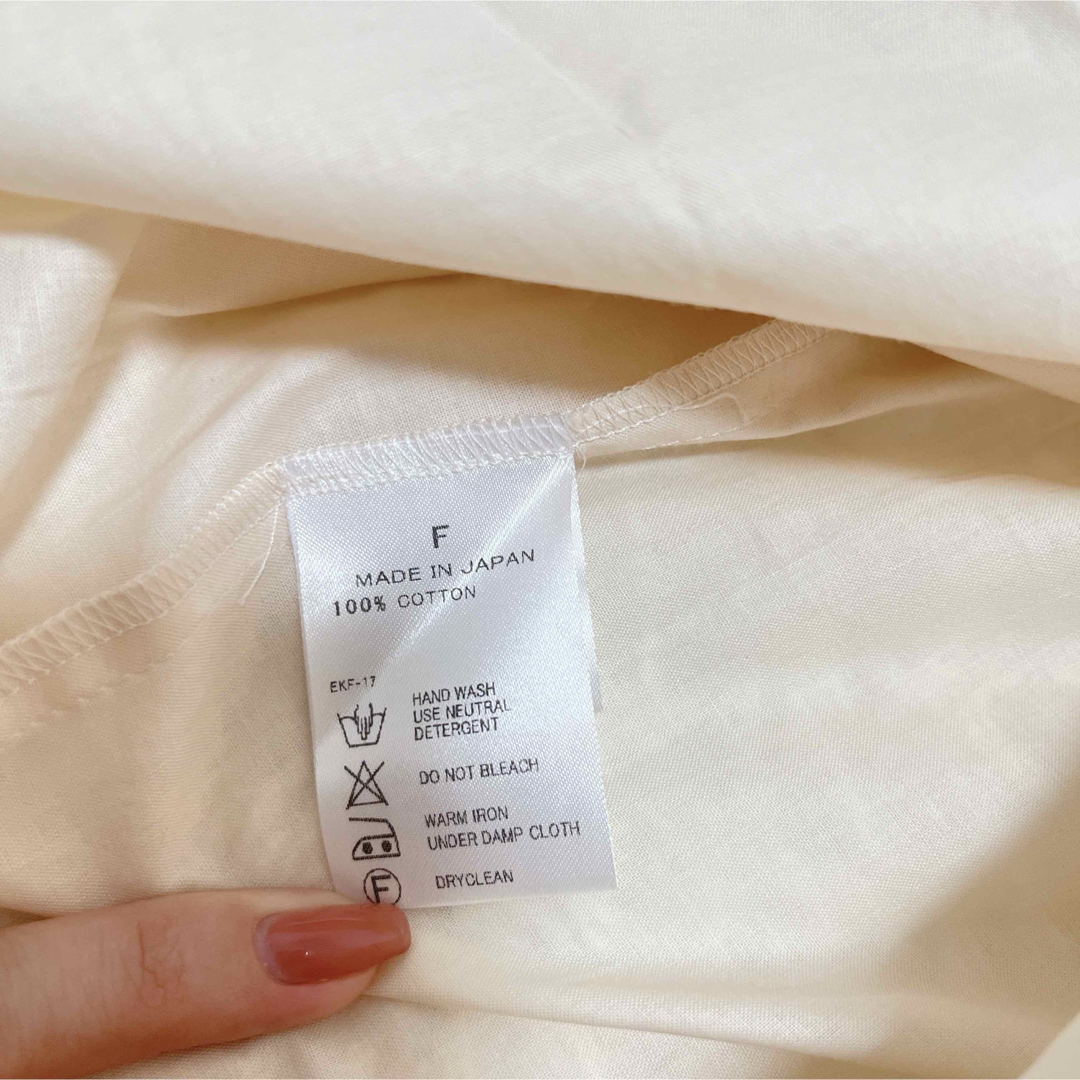 F
MADE IN JAPAN
100% COTTON
EKF-17
HAND WASH
USE NEUTRAL
DETERGENT
DO NOT BLEACH
WARM IRON
UNDER DAMP CLOTH
F
DRYCLEAN